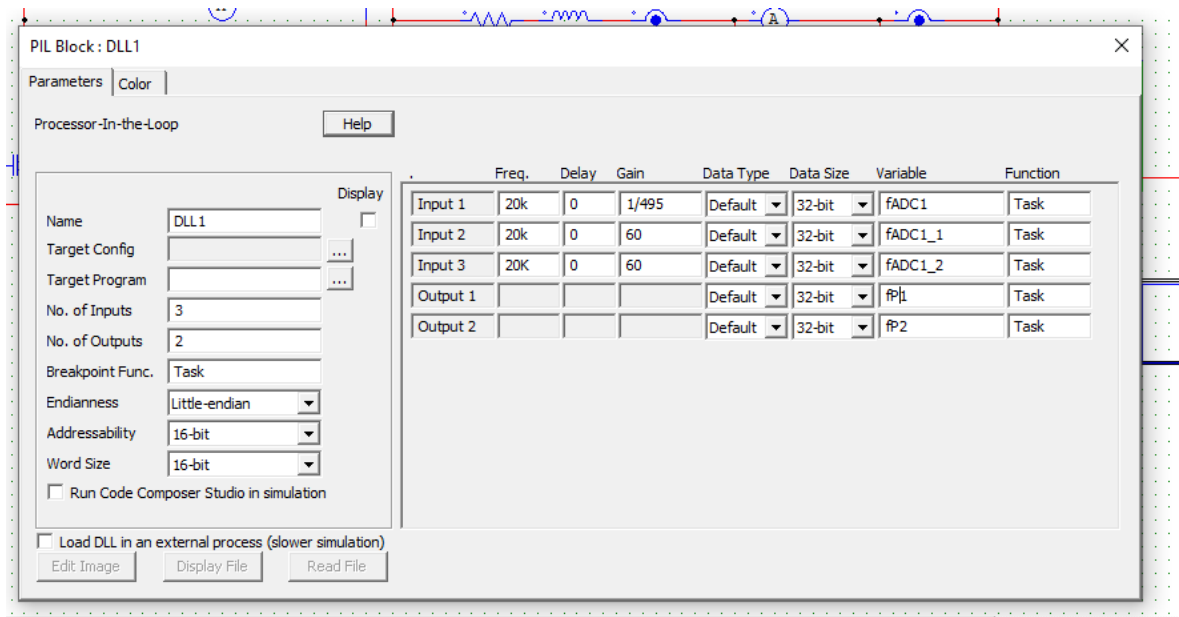 A
PIL Block : DLL1
Parameters Color
Processor-In-the-Loop Help
. Freq. Delay Gain Data Type Data Size Variable Function
Display
Input 1 20k 0 1/495 Default 32-bit fADC1 Task
Name DLL1
Input 2 20k 0 60 Default 32-bit fADC1_1 Task
Target Config ...
Input 3 20K 0 60 Default 32-bit fADC1_2 Task
Target Program ...
Output 1 Default 32-bit fP1 Task
No. of Inputs 3
Output 2 Default 32-bit fP2 Task
No. of Outputs 2
Breakpoint Func. Task
Endianness Little-endian
Addressability 16-bit
Word Size 16-bit
Run Code Composer Studio in simulation
Load DLL in an external process (slower simulation)
Edit Image Display File Read File